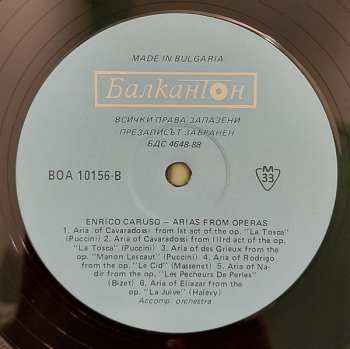 MADE IN BULGARIA
Балкантон
ВСИЧКИ ПРАВА ЗАПАЗЕНИ
ПРЕЗАПИСЪТ ЗАБРАНЕН
БДС 4648-88
ВОА 10156-В
M
33
ENRICO CARUSO — ARIAS FROM OPERAS
1. Aria of Cavaradossi from Ist act of the op. "La Tosca"
(Puccini) 2. Aria of Cavaradossi from IIIrd act of the op.
"La Tosca" (Puccini) 3. Aria of des Grieux from the op.
"Manon Lescaut" (Puccini) 4. Aria of Rodrigo
from the op. "Le Cid" (Massenet) 5. Aria of Na-
dir from the op. "Les Pecheurs De Perles"
(Bizet) 6. Aria of Eliazar from the
op. "La Juive" (Halevy)
Accomp. orchestra